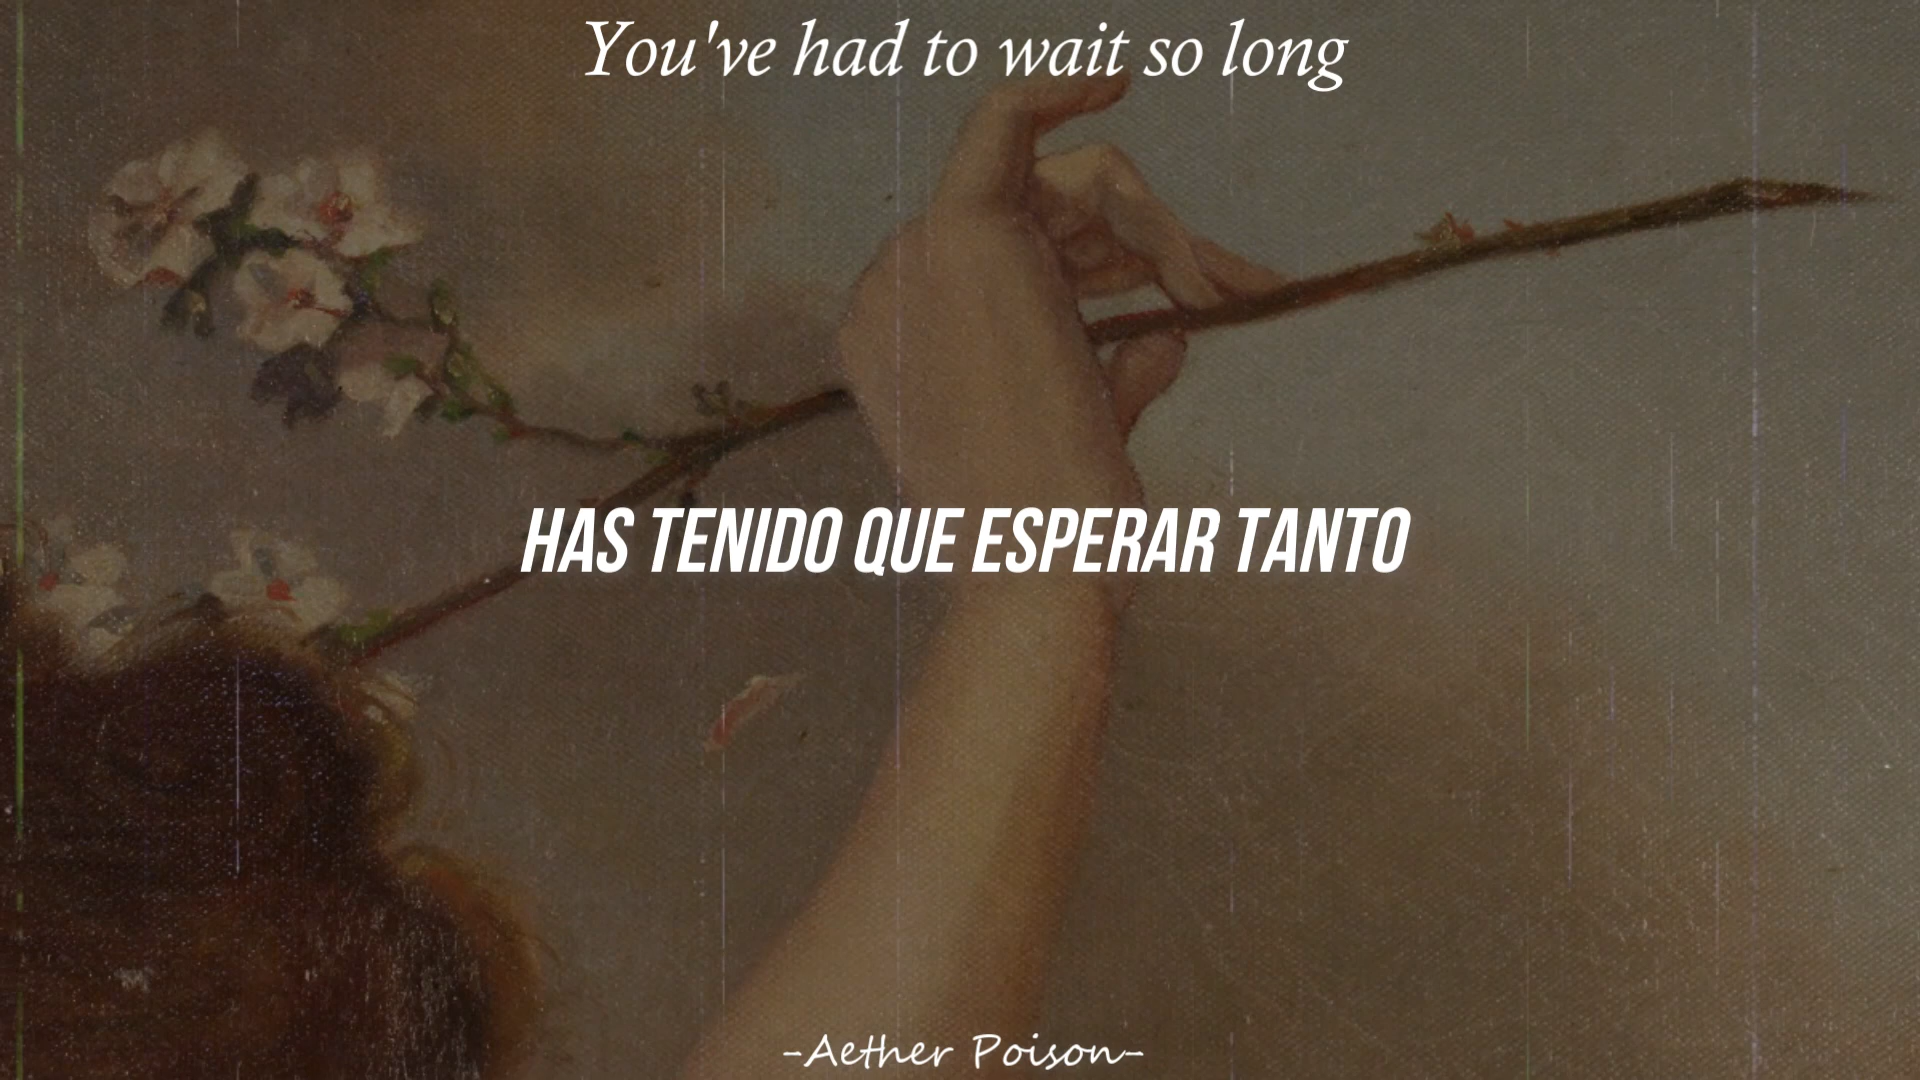 You've had to wait so long
HAS TENIDO QUE ESPERAR TANTO
-Aether Poison-